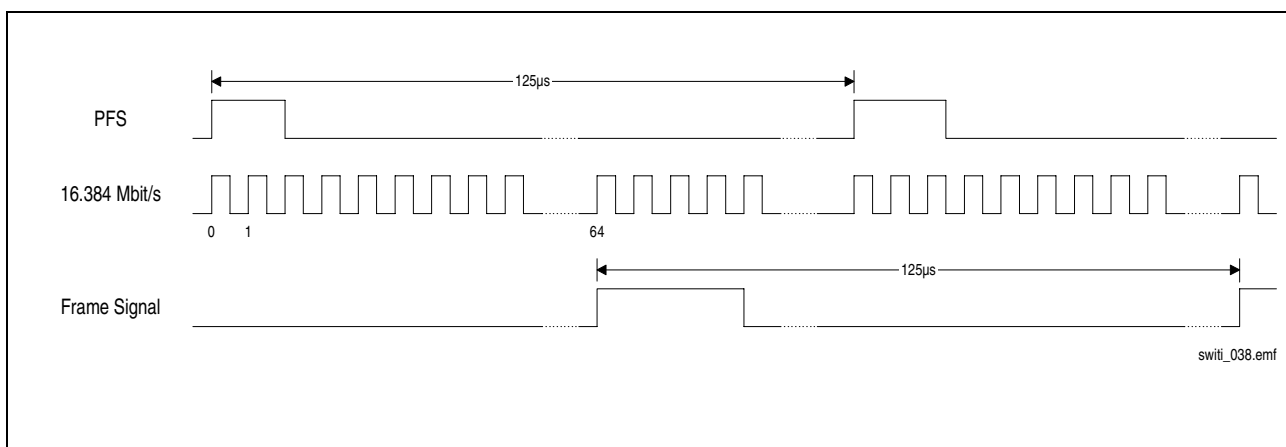 125µs
PFS
16.384 Mbit/s
0 1 64
125µs
Frame Signal
switi_038.emf